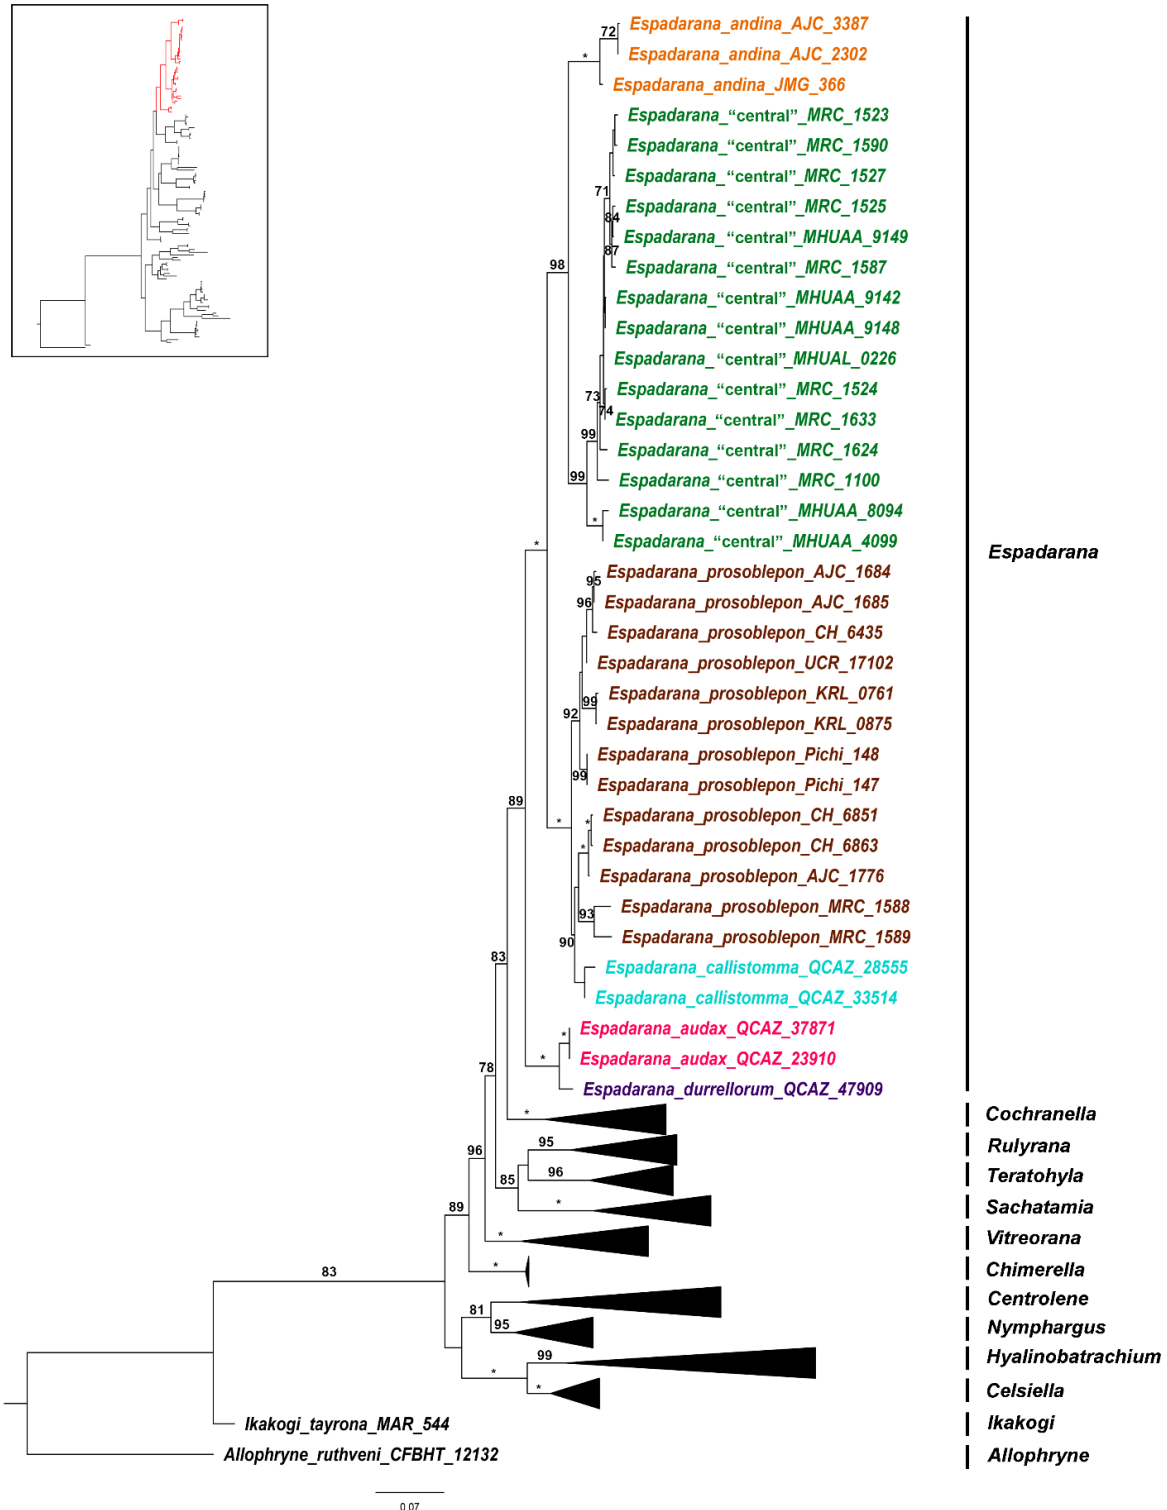 Espadarana_andina_AJC_3387
72
Espadarana_andina_AJC_2302
*
Espadarana_andina_JMG_366
Espadarana_“central”_MRC_1523
Espadarana_“central”_MRC_1590
Espadarana_“central”_MRC_1527
71
Espadarana_“central”_MRC_1525
84
Espadarana_“central”_MHUAA_9149
87
Espadarana_“central”_MRC_1587
98
Espadarana_“central”_MHUAA_9142
Espadarana_“central”_MHUAA_9148
Espadarana_“central”_MHUAL_0226
Espadarana_“central”_MRC_1524
73
74
Espadarana_“central”_MRC_1633
99
Espadarana_“central”_MRC_1624
99
Espadarana_“central”_MRC_1100
Espadarana_“central”_MHUAA_8094
*
Espadarana_“central”_MHUAA_4099
*
Espadarana
Espadarana_prosoblepon_AJC_1684
95
96
Espadarana_prosoblepon_AJC_1685
Espadarana_prosoblepon_CH_6435
Espadarana_prosoblepon_UCR_17102
Espadarana_prosoblepon_KRL_0761
99
92
Espadarana_prosoblepon_KRL_0875
Espadarana_prosoblepon_Pichi_148
99
Espadarana_prosoblepon_Pichi_147
89
Espadarana_prosoblepon_CH_6851
*
*
Espadarana_prosoblepon_CH_6863
*
Espadarana_prosoblepon_AJC_1776
Espadarana_prosoblepon_MRC_1588
93
Espadarana_prosoblepon_MRC_1589
90
83
Espadarana_callistomma_QCAZ_28555
Espadarana_callistomma_QCAZ_33514
Espadarana_audax_QCAZ_37871
*
*
Espadarana_audax_QCAZ_23910
78
Espadarana_durrellorum_QCAZ_47909
*
Cochranella
96
95
Rulyrana
85
96
Teratohyla
*
Sachatamia
89
*
Vitreorana
*
Chimerella
83
Centrolene
81
95
Nymphargus
99
Hyalinobatrachium
*
*
Celsiella
Ikakogi_tayrona_MAR_544
Ikakogi
Allophryne_ruthveni_CFBHT_12132
Allophryne
0.07